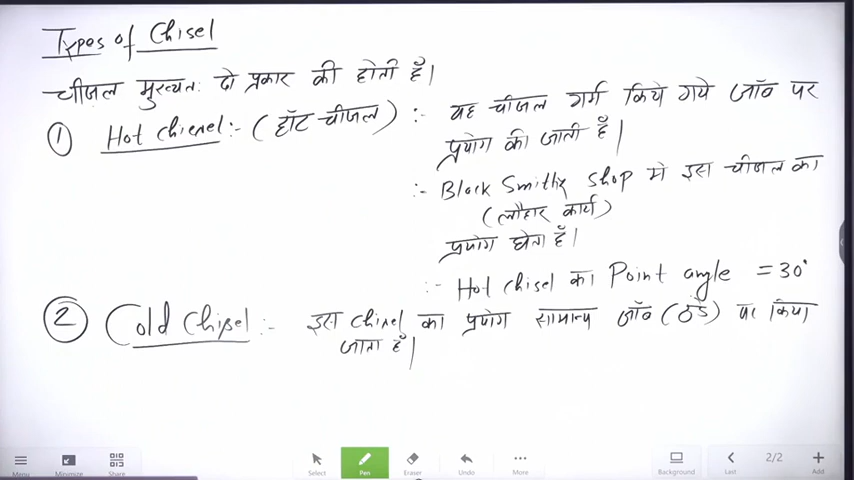 Types of Chisel
चीज़ल मुख्यतः दो प्रकार की होती हैं।
① Hot Chisel :- (हॉट चीजल) :- यह चीजल गर्म किये गये जॉब पर
प्रयोग की जाती है।
:- Black Smithy Shop मे इस चीजल का
(लौहार कार्य)
प्रयोग होता है।
:- Hot chisel का Point angle = 30°
② Cold Chisel :- इस chisel का प्रयोग सामान्य जॉब (ठंडे) पर किया
जाता है।
Menu Minimize Share Select Pen Eraser Undo More Background Last 2/2 Add